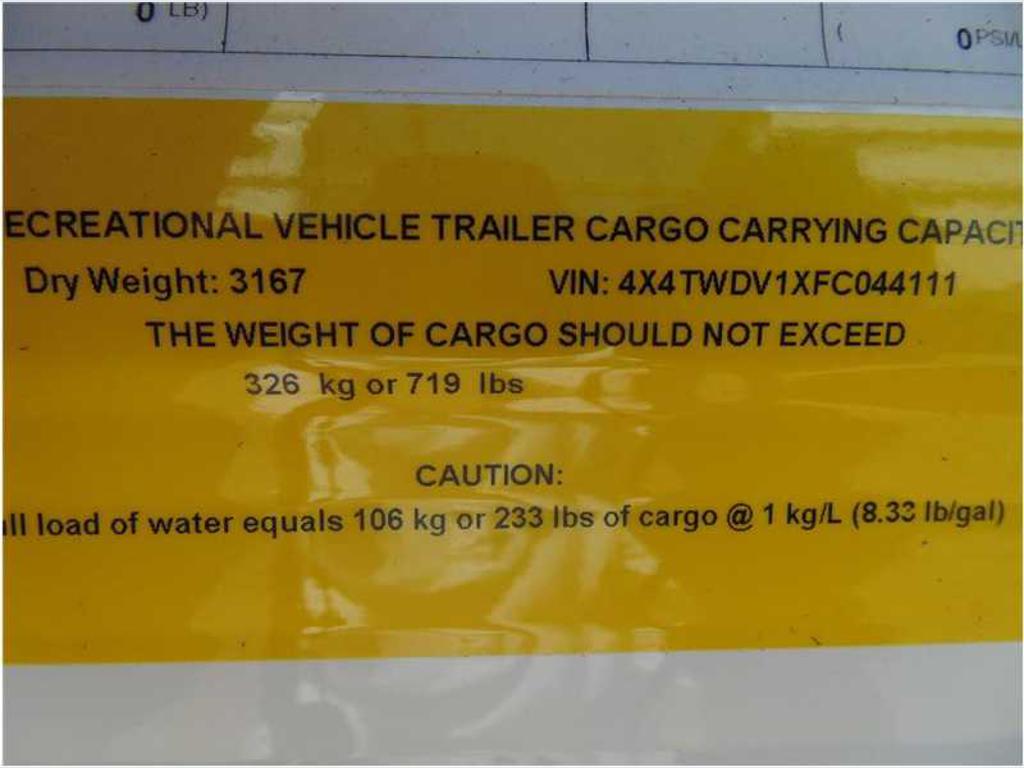 0 LB)
( 0 PSI/
ECREATIONAL VEHICLE TRAILER CARGO CARRYING CAPACIT
Dry Weight: 3167 VIN: 4X4TWDV1XFC044111
THE WEIGHT OF CARGO SHOULD NOT EXCEED
326 kg or 719 lbs
CAUTION:
ll load of water equals 106 kg or 233 lbs of cargo @ 1 kg/L (8.33 lb/gal)